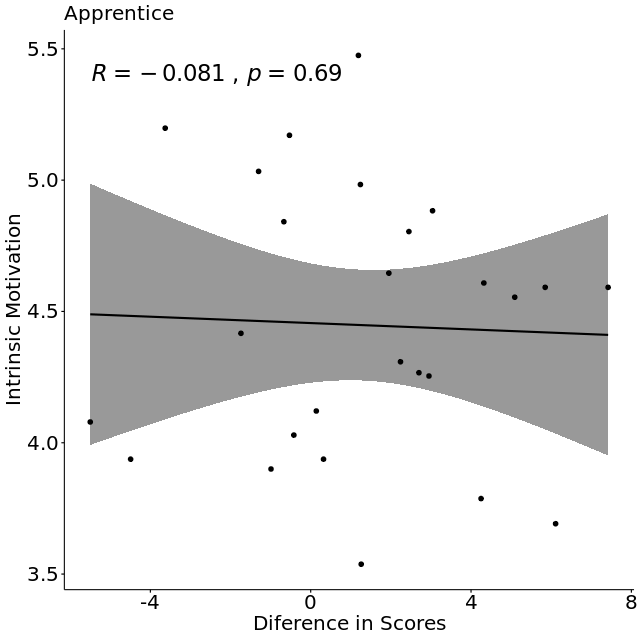 Apprentice
R = − 0.081 , p = 0.69
5.5
5.0
4.5
4.0
3.5
Intrinsic Motivation
-4 0 4 8
Diference in Scores